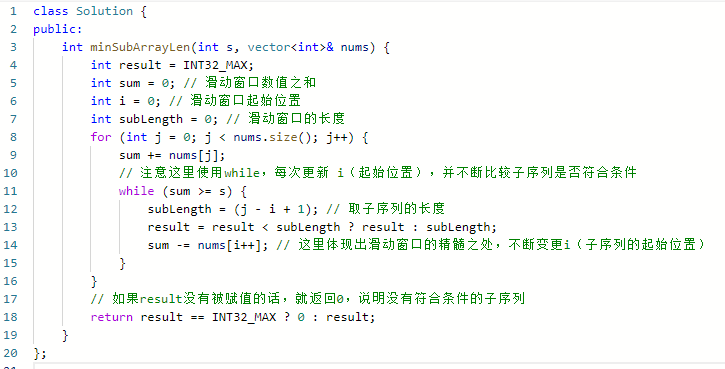 1 class Solution {
2 public:
3     int minSubArrayLen(int s, vector<int>& nums) {
4         int result = INT32_MAX;
5         int sum = 0; // 滑动窗口数值之和
6         int i = 0; // 滑动窗口起始位置
7         int subLength = 0; // 滑动窗口的长度
8         for (int j = 0; j < nums.size(); j++) {
9             sum += nums[j];
10             // 注意这里使用while，每次更新 i（起始位置），并不断比较子序列是否符合条件
11             while (sum >= s) {
12                 subLength = (j - i + 1); // 取子序列的长度
13                 result = result < subLength ? result : subLength;
14                 sum -= nums[i++]; // 这里体现出滑动窗口的精髓之处，不断变更i（子序列的起始位置）
15             }
16         }
17         // 如果result没有被赋值的话，就返回0，说明没有符合条件的子序列
18         return result == INT32_MAX ? 0 : result;
19     }
20 };